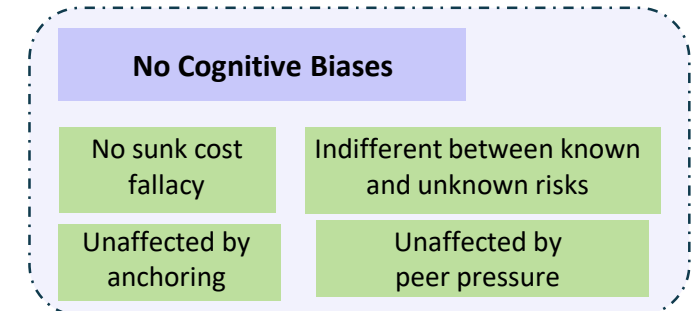 No Cognitive Biases
No sunk cost
fallacy
Indifferent between known
and unknown risks
Unaffected by
anchoring
Unaffected by
peer pressure